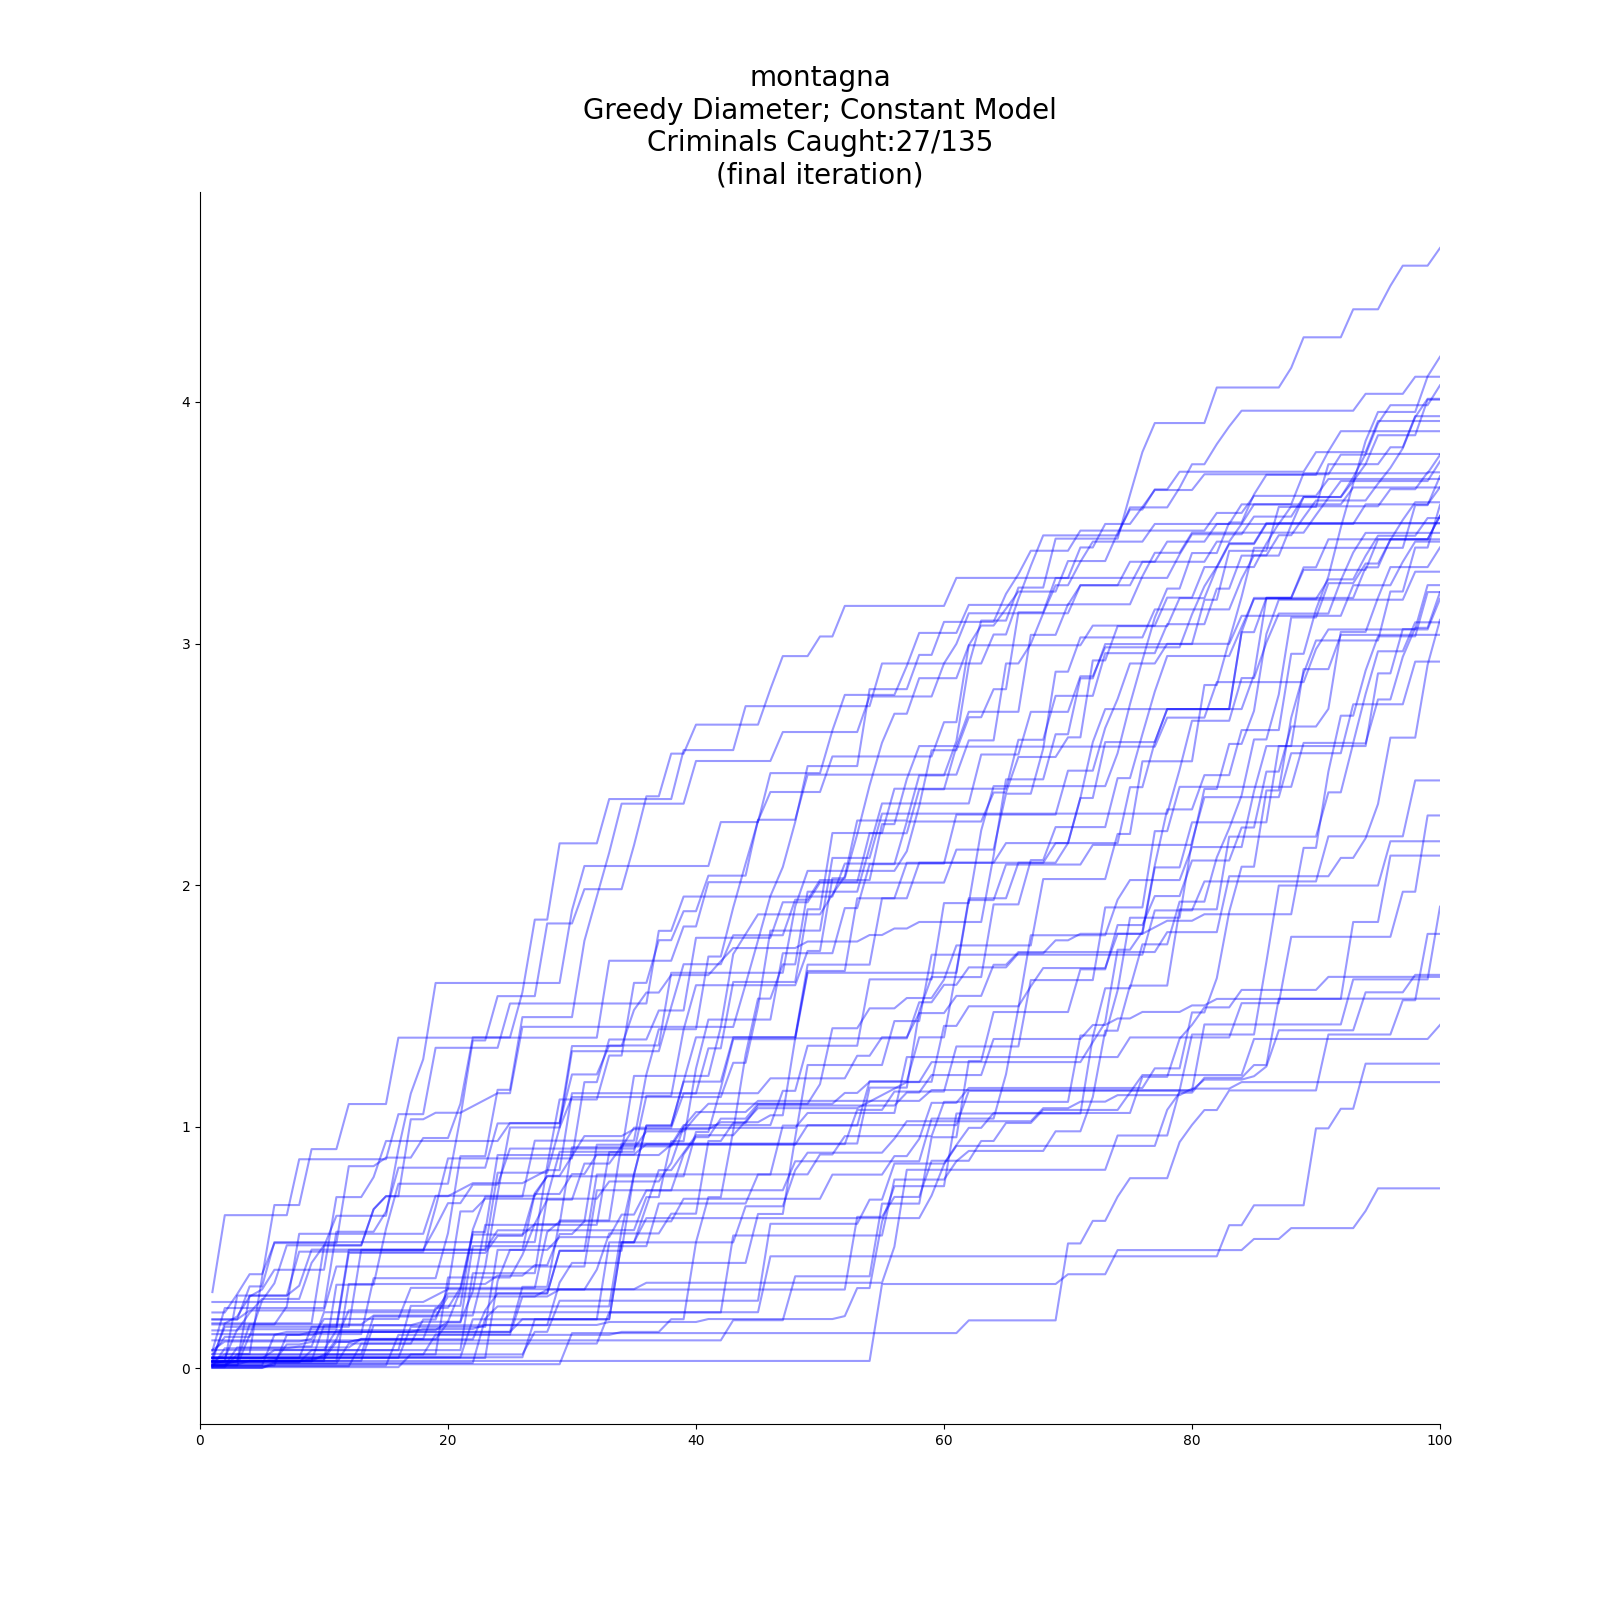 montagna
Greedy Diameter; Constant Model
Criminals Caught:27/135
(final iteration)
4
3
2
1
0
0 20 40 60 80 100